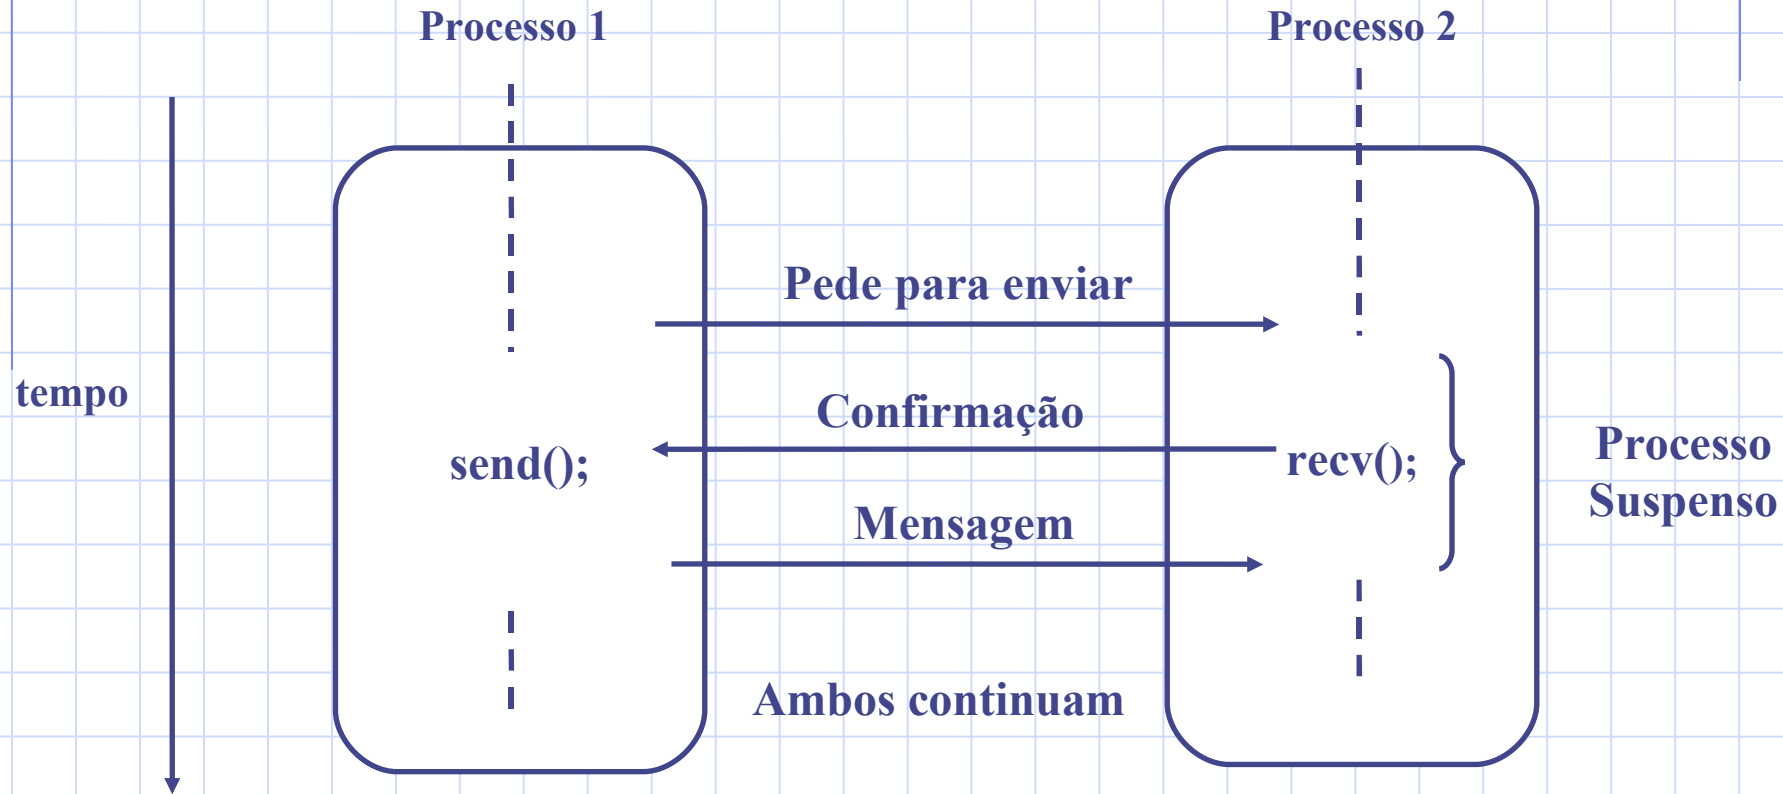 Processo 1
Processo 2
Pede para enviar
tempo
Confirmação
send();
recv();
Processo
Suspenso
Mensagem
Ambos continuam